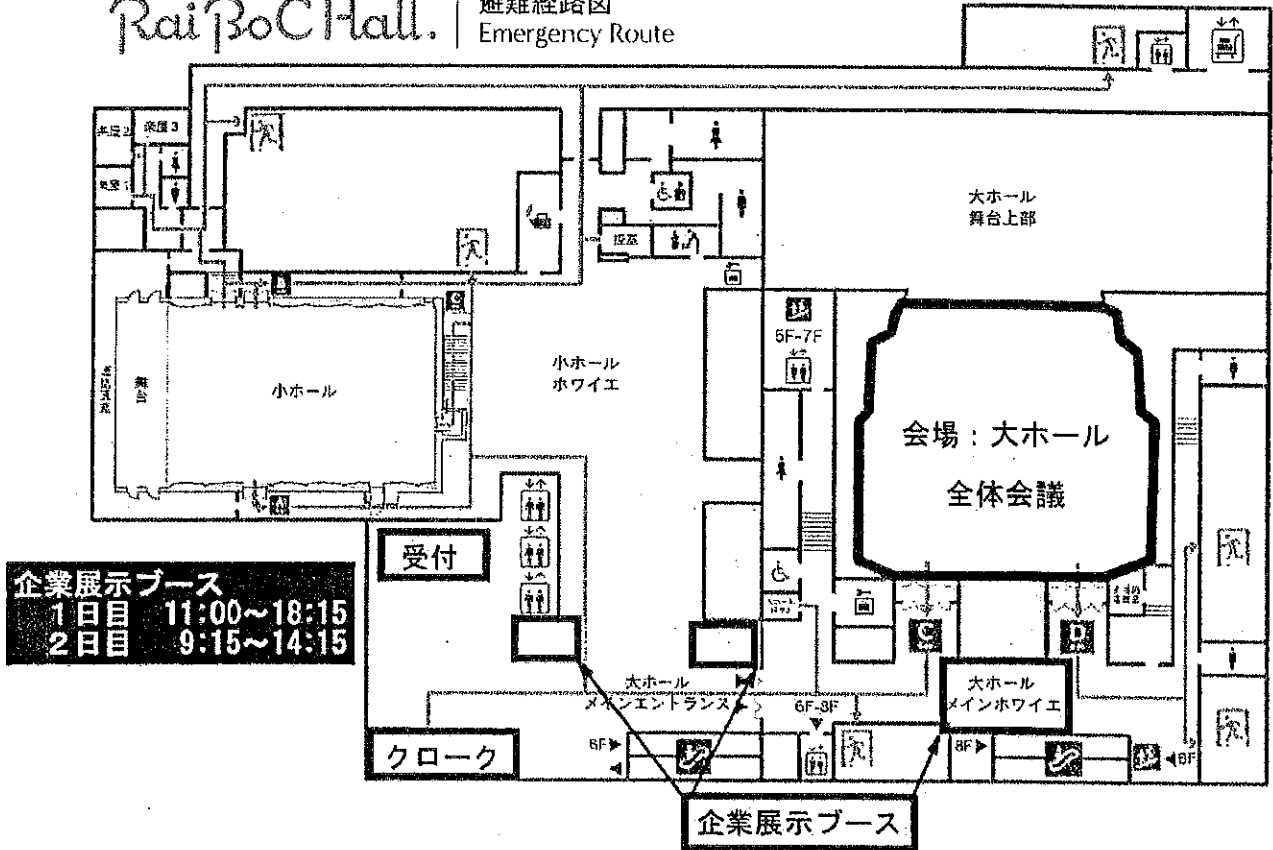 RaiBoC Hall.
避難経路図
Emergency Route
楽屋2
楽屋3
楽屋1
大ホール
舞台上部
授乳
5F-7F
小ホール
ホワイエ
舞台
小ホール
会場：大ホール
全体会議
受付
企業展示ブース
1日目 11:00～18:15
2日目 9:15～14:15
C
D
大ホール
メインエントランス
6F-8F
大ホール
メインホワイエ
クローク
6F
8F
8F
企業展示ブース